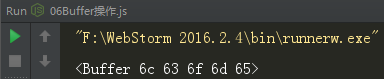 Run 06Buffer操作.js
"F:\WebStorm 2016.2.4\bin\runnerw.exe"
<Buffer 6c 63 6f 6d 65>